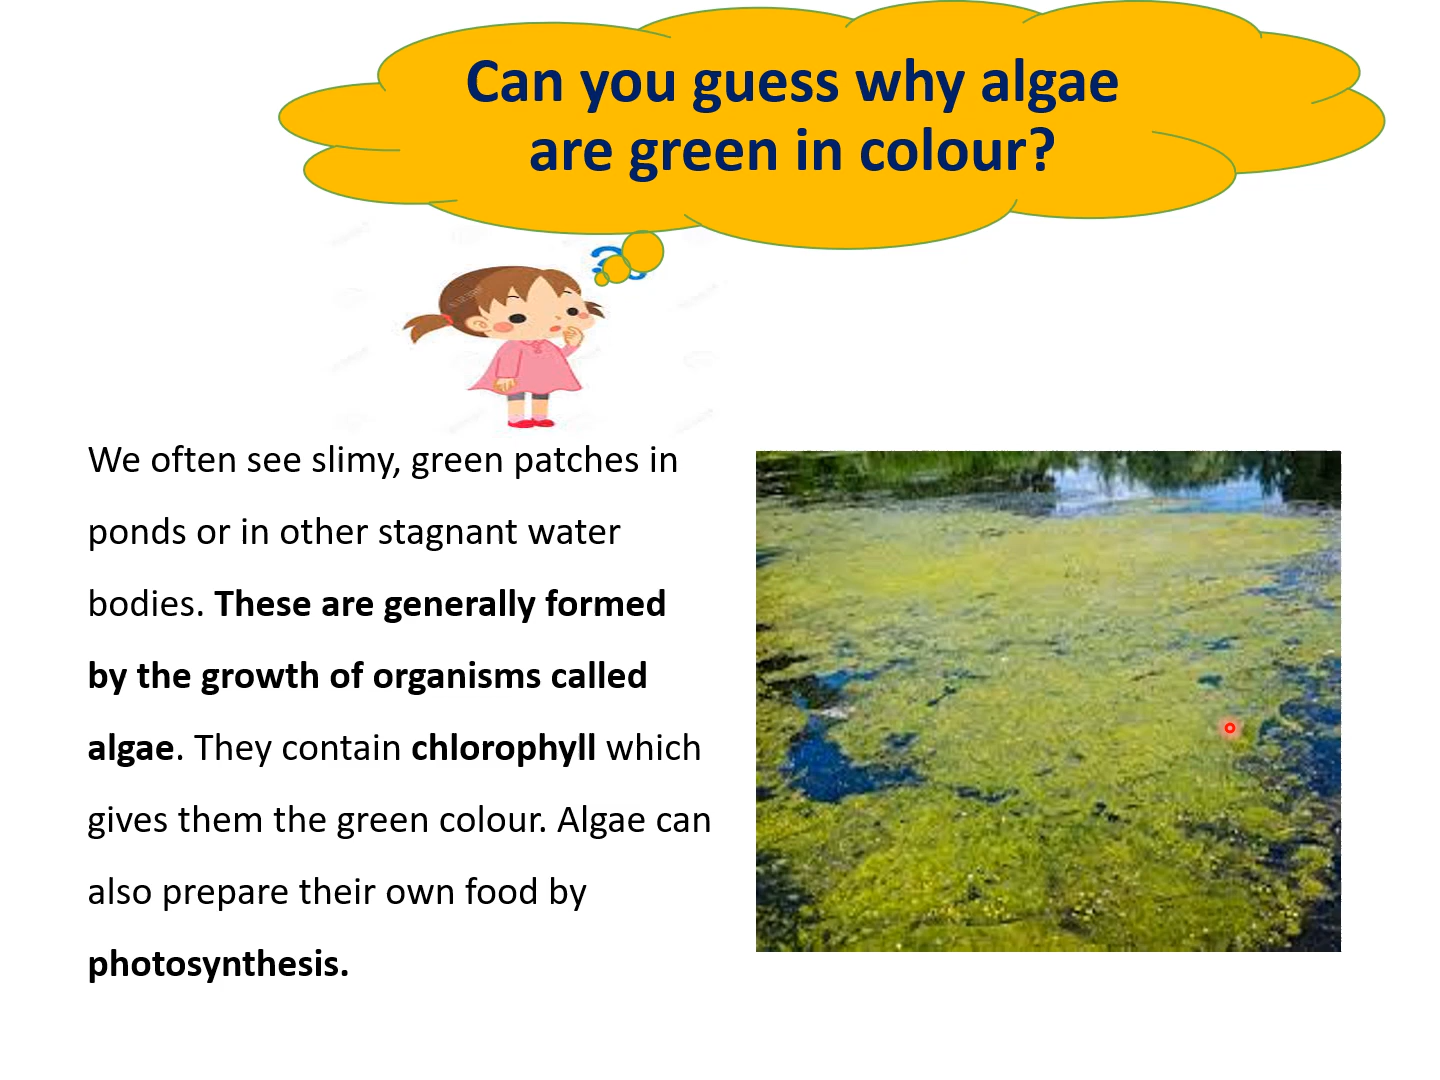 Can you guess why algae
are green in colour?
We often see slimy, green patches in
ponds or in other stagnant water
bodies. These are generally formed
by the growth of organisms called
algae. They contain chlorophyll which
gives them the green colour. Algae can
also prepare their own food by
photosynthesis.